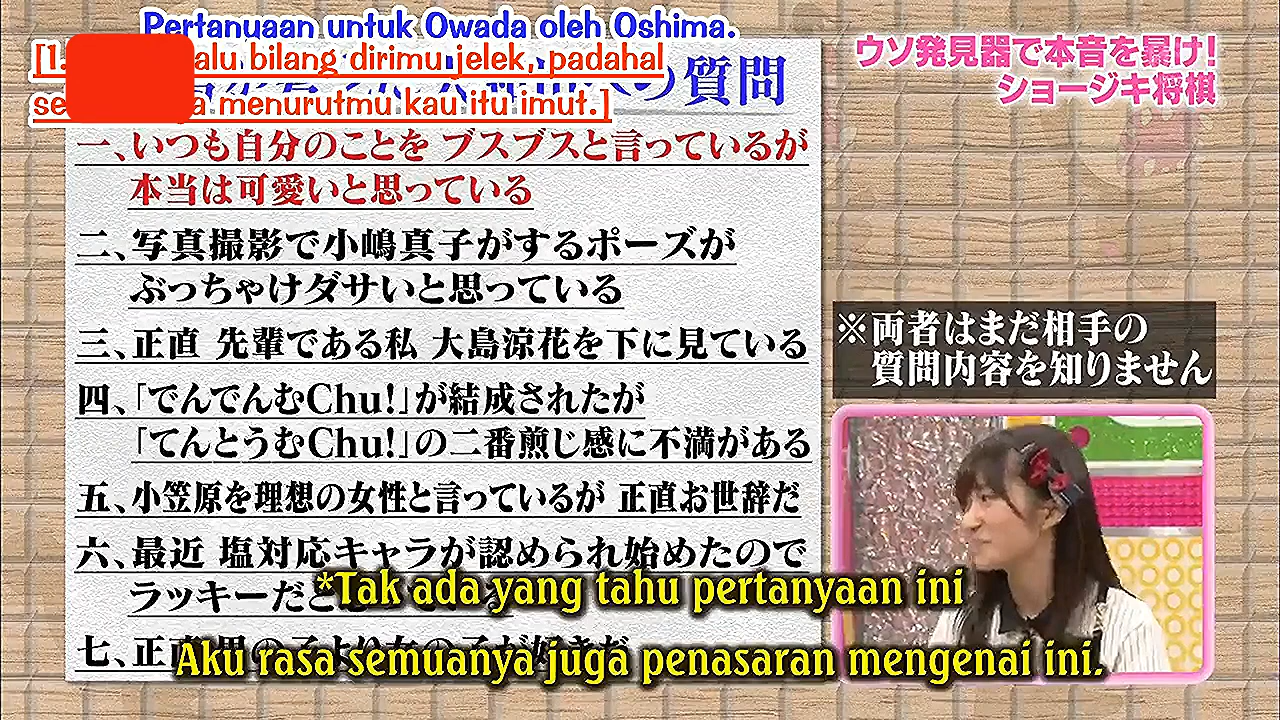 Pertanyaan untuk Owada oleh Oshima.
[1. alu bilang dirimu jelek, padahal
se a menurutmu kau itu imut.]
の質問
ウソ発見器で本音を暴け!
ショージキ将棋
一、いつも自分のことを ブスブスと言っているが
本当は可愛いと思っている
二、写真撮影で小嶋真子がするポーズが
ぶっちゃけダサいと思っている
三、正直 先輩である私 大島涼花を下に見ている
四、「でんでんむChu!」が結成されたが
「てんとうむChu!」の二番煎じ感に不満がある
五、小笠原を理想の女性と言っているが 正直お世辞だ
六、最近 塩対応キャラが認められ始めたので
ラッキーだと
七、正直 男の子より女の子が好きだ
※両者はまだ相手の
質問内容を知りません
*Tak ada yang tahu pertanyaan ini
Aku rasa semuanya juga penasaran mengenai ini.